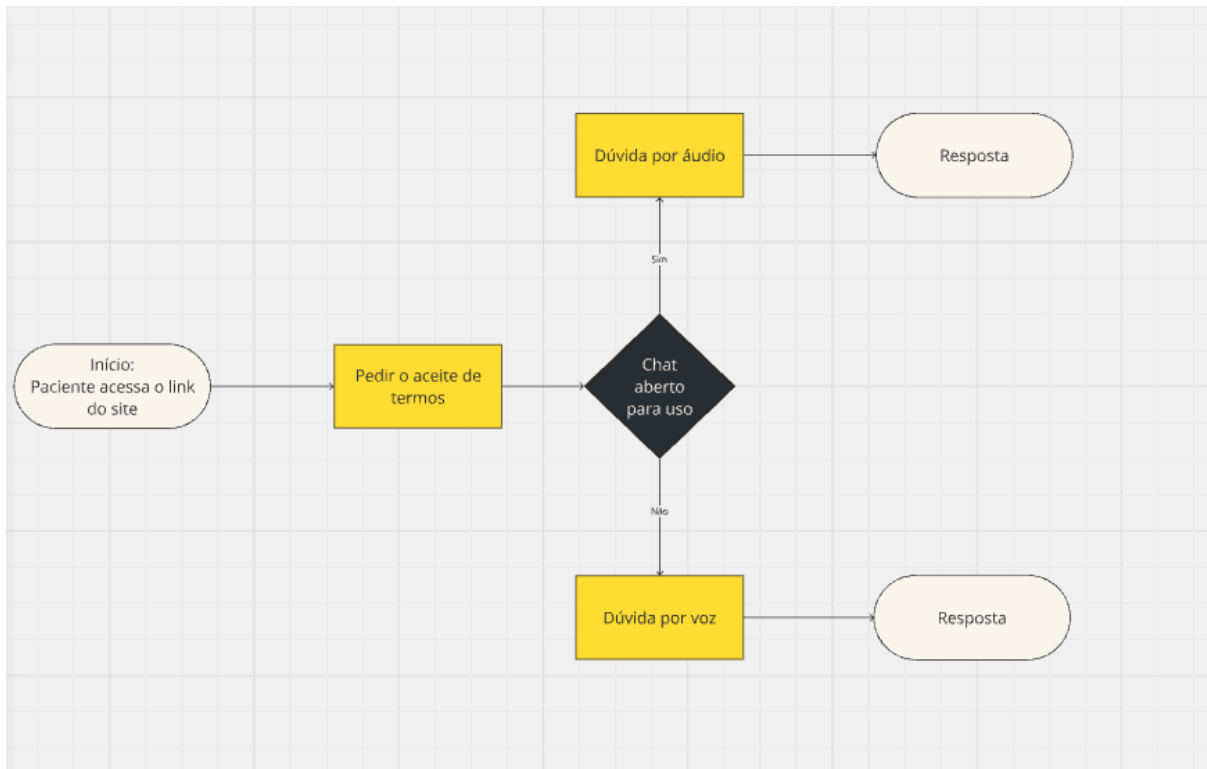 Dúvida por áudio
Resposta
Sim
Início:
Paciente acessa o link
do site
Pedir o aceite de
termos
Chat
aberto
para uso
Não
Dúvida por voz
Resposta